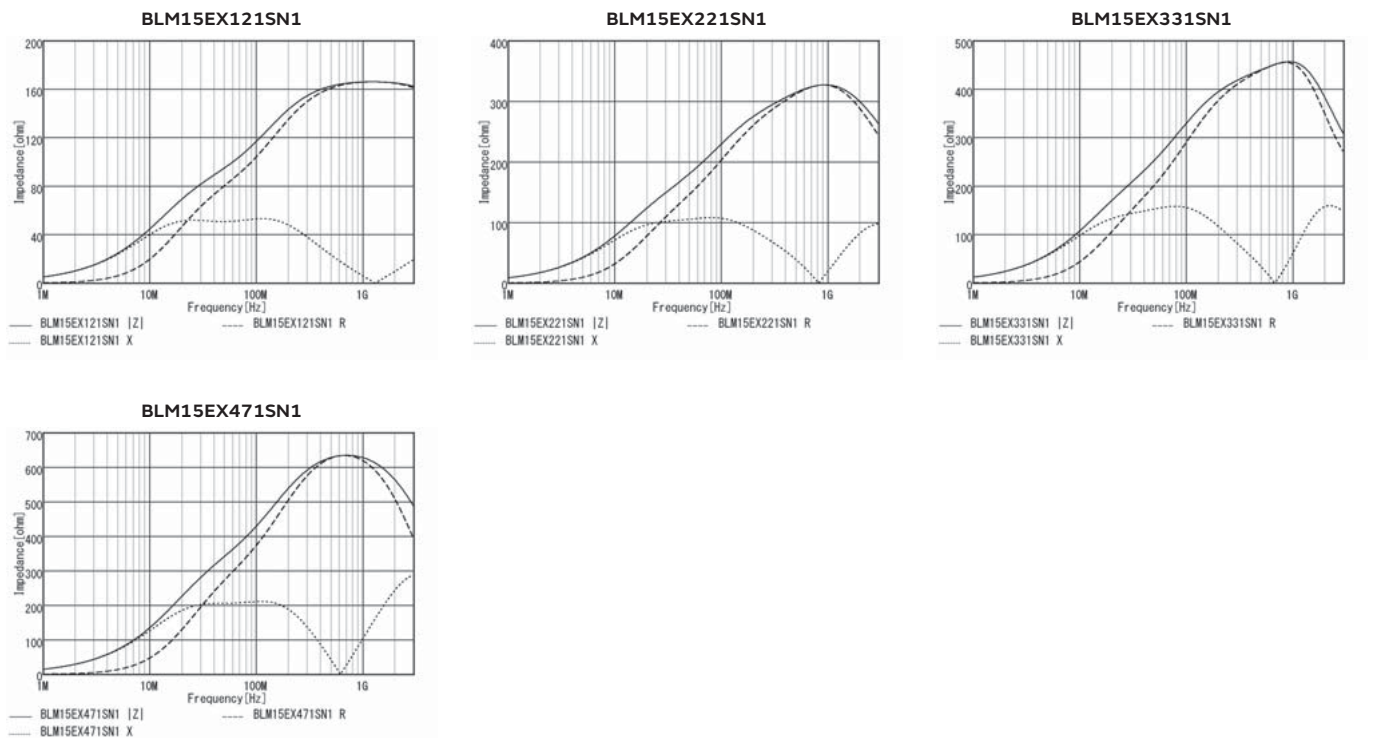 BLM15EX121SN1
200
160
120
80
40
0
Impedance[ohm]
1M 10M 100M 1G
Frequency[Hz]
BLM15EX121SN1 |Z| BLM15EX121SN1 R
BLM15EX121SN1 X
BLM15EX221SN1
400
300
200
100
0
Impedance[ohm]
1M 10M 100M 1G
Frequency[Hz]
BLM15EX221SN1 |Z| BLM15EX221SN1 R
BLM15EX221SN1 X
BLM15EX331SN1
500
400
300
200
100
0
Impedance[ohm]
1M 10M 100M 1G
Frequency[Hz]
BLM15EX331SN1 |Z| BLM15EX331SN1 R
BLM15EX331SN1 X
BLM15EX471SN1
700
600
500
400
300
200
100
0
Impedance[ohm]
1M 10M 100M 1G
Frequency[Hz]
BLM15EX471SN1 |Z| BLM15EX471SN1 R
BLM15EX471SN1 X